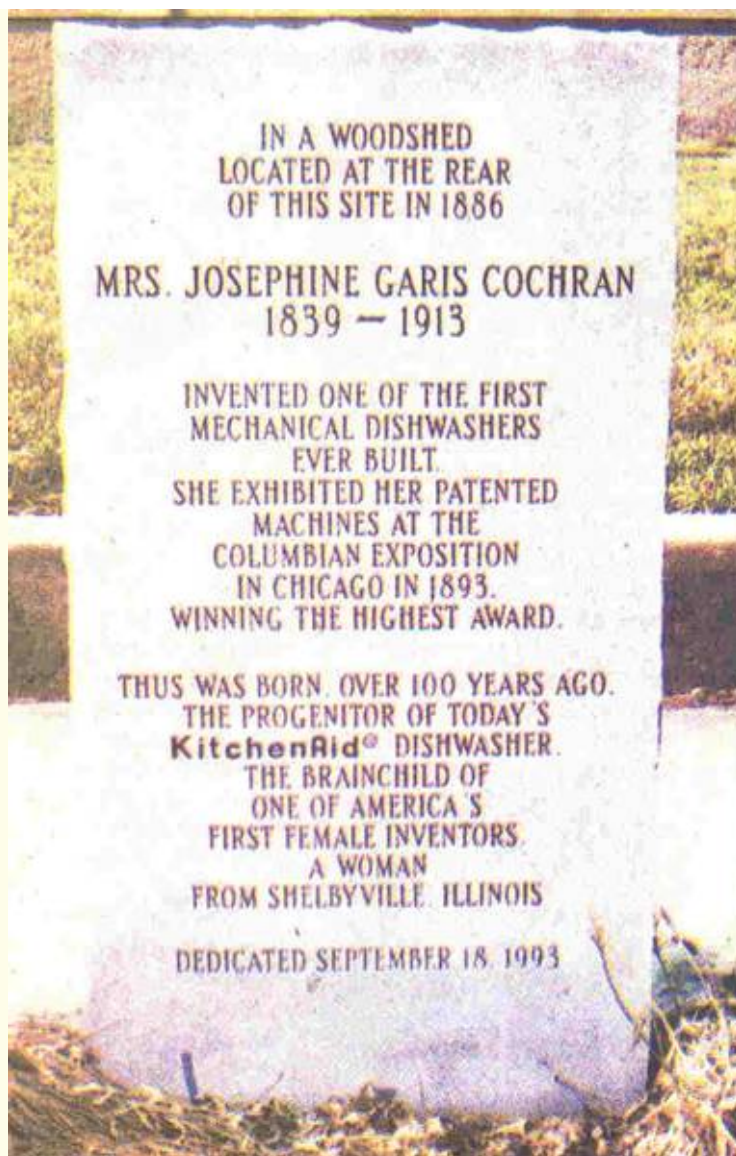 IN A WOODSHED
LOCATED AT THE REAR
OF THIS SITE IN 1886
MRS. JOSEPHINE GARIS COCHRAN
1839 — 1913
INVENTED ONE OF THE FIRST
MECHANICAL DISHWASHERS
EVER BUILT.
SHE EXHIBITED HER PATENTED
MACHINES AT THE
COLUMBIAN EXPOSITION
IN CHICAGO IN 1893.
WINNING THE HIGHEST AWARD.
THUS WAS BORN, OVER 100 YEARS AGO,
THE PROGENITOR OF TODAY'S
KitchenAid® DISHWASHER.
THE BRAINCHILD OF
ONE OF AMERICA'S
FIRST FEMALE INVENTORS,
A WOMAN
FROM SHELBYVILLE, ILLINOIS
DEDICATED SEPTEMBER 18, 1993